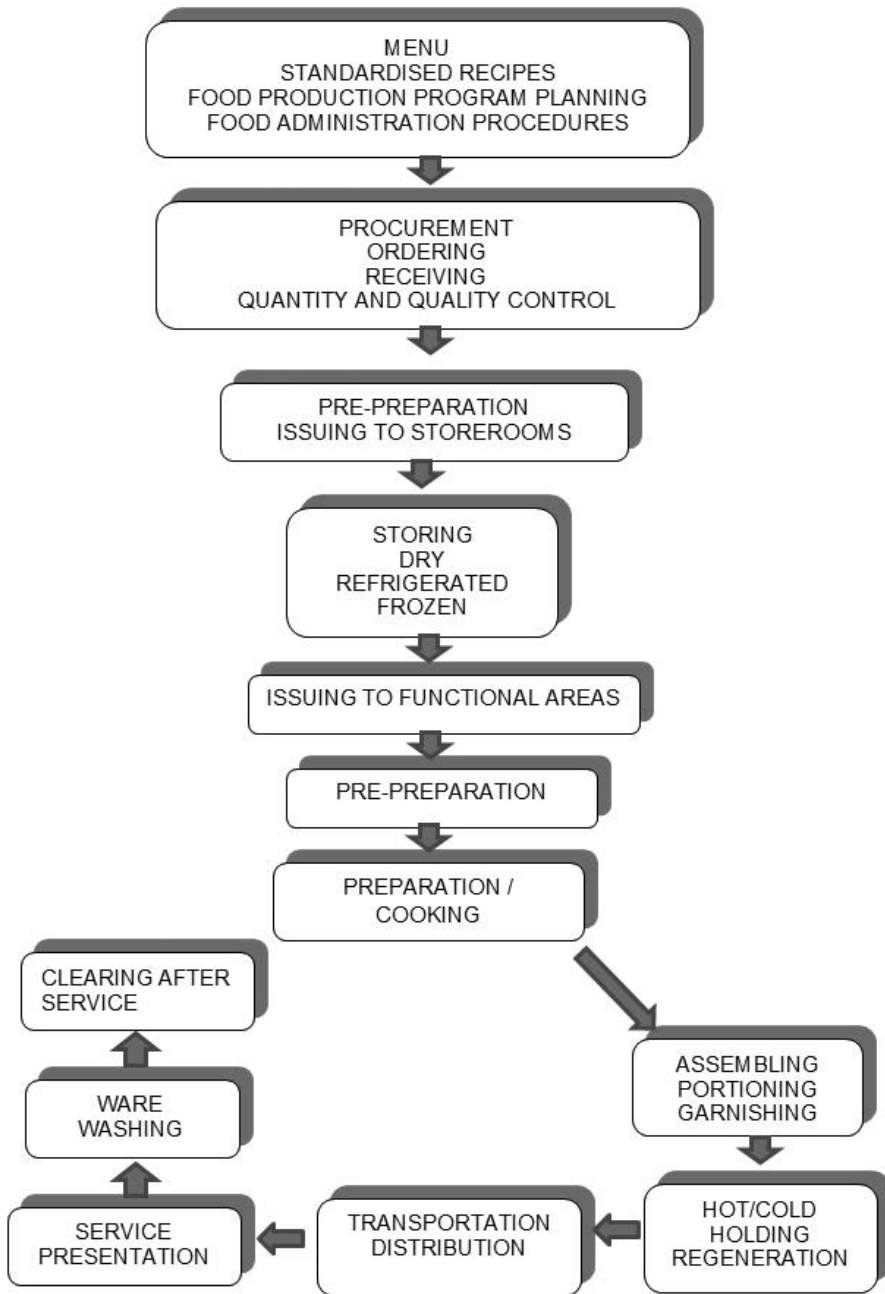 MENU
STANDARDISED RECIPES
FOOD PRODUCTION PROGRAM PLANNING
FOOD ADMINISTRATION PROCEDURES
PROCUREMENT
ORDERING
RECEIVING
QUANTITY AND QUALITY CONTROL
PRE-PREPARATION
ISSUING TO STOREROOMS
STORING
DRY
REFRIGERATED
FROZEN
ISSUING TO FUNCTIONAL AREAS
PRE-PREPARATION
PREPARATION /
COOKING
ASSEMBLING
PORTIONING
GARNISHING
HOT/COLD
HOLDING
REGENERATION
TRANSPORTATION
DISTRIBUTION
SERVICE
PRESENTATION
WARE
WASHING
CLEARING AFTER
SERVICE